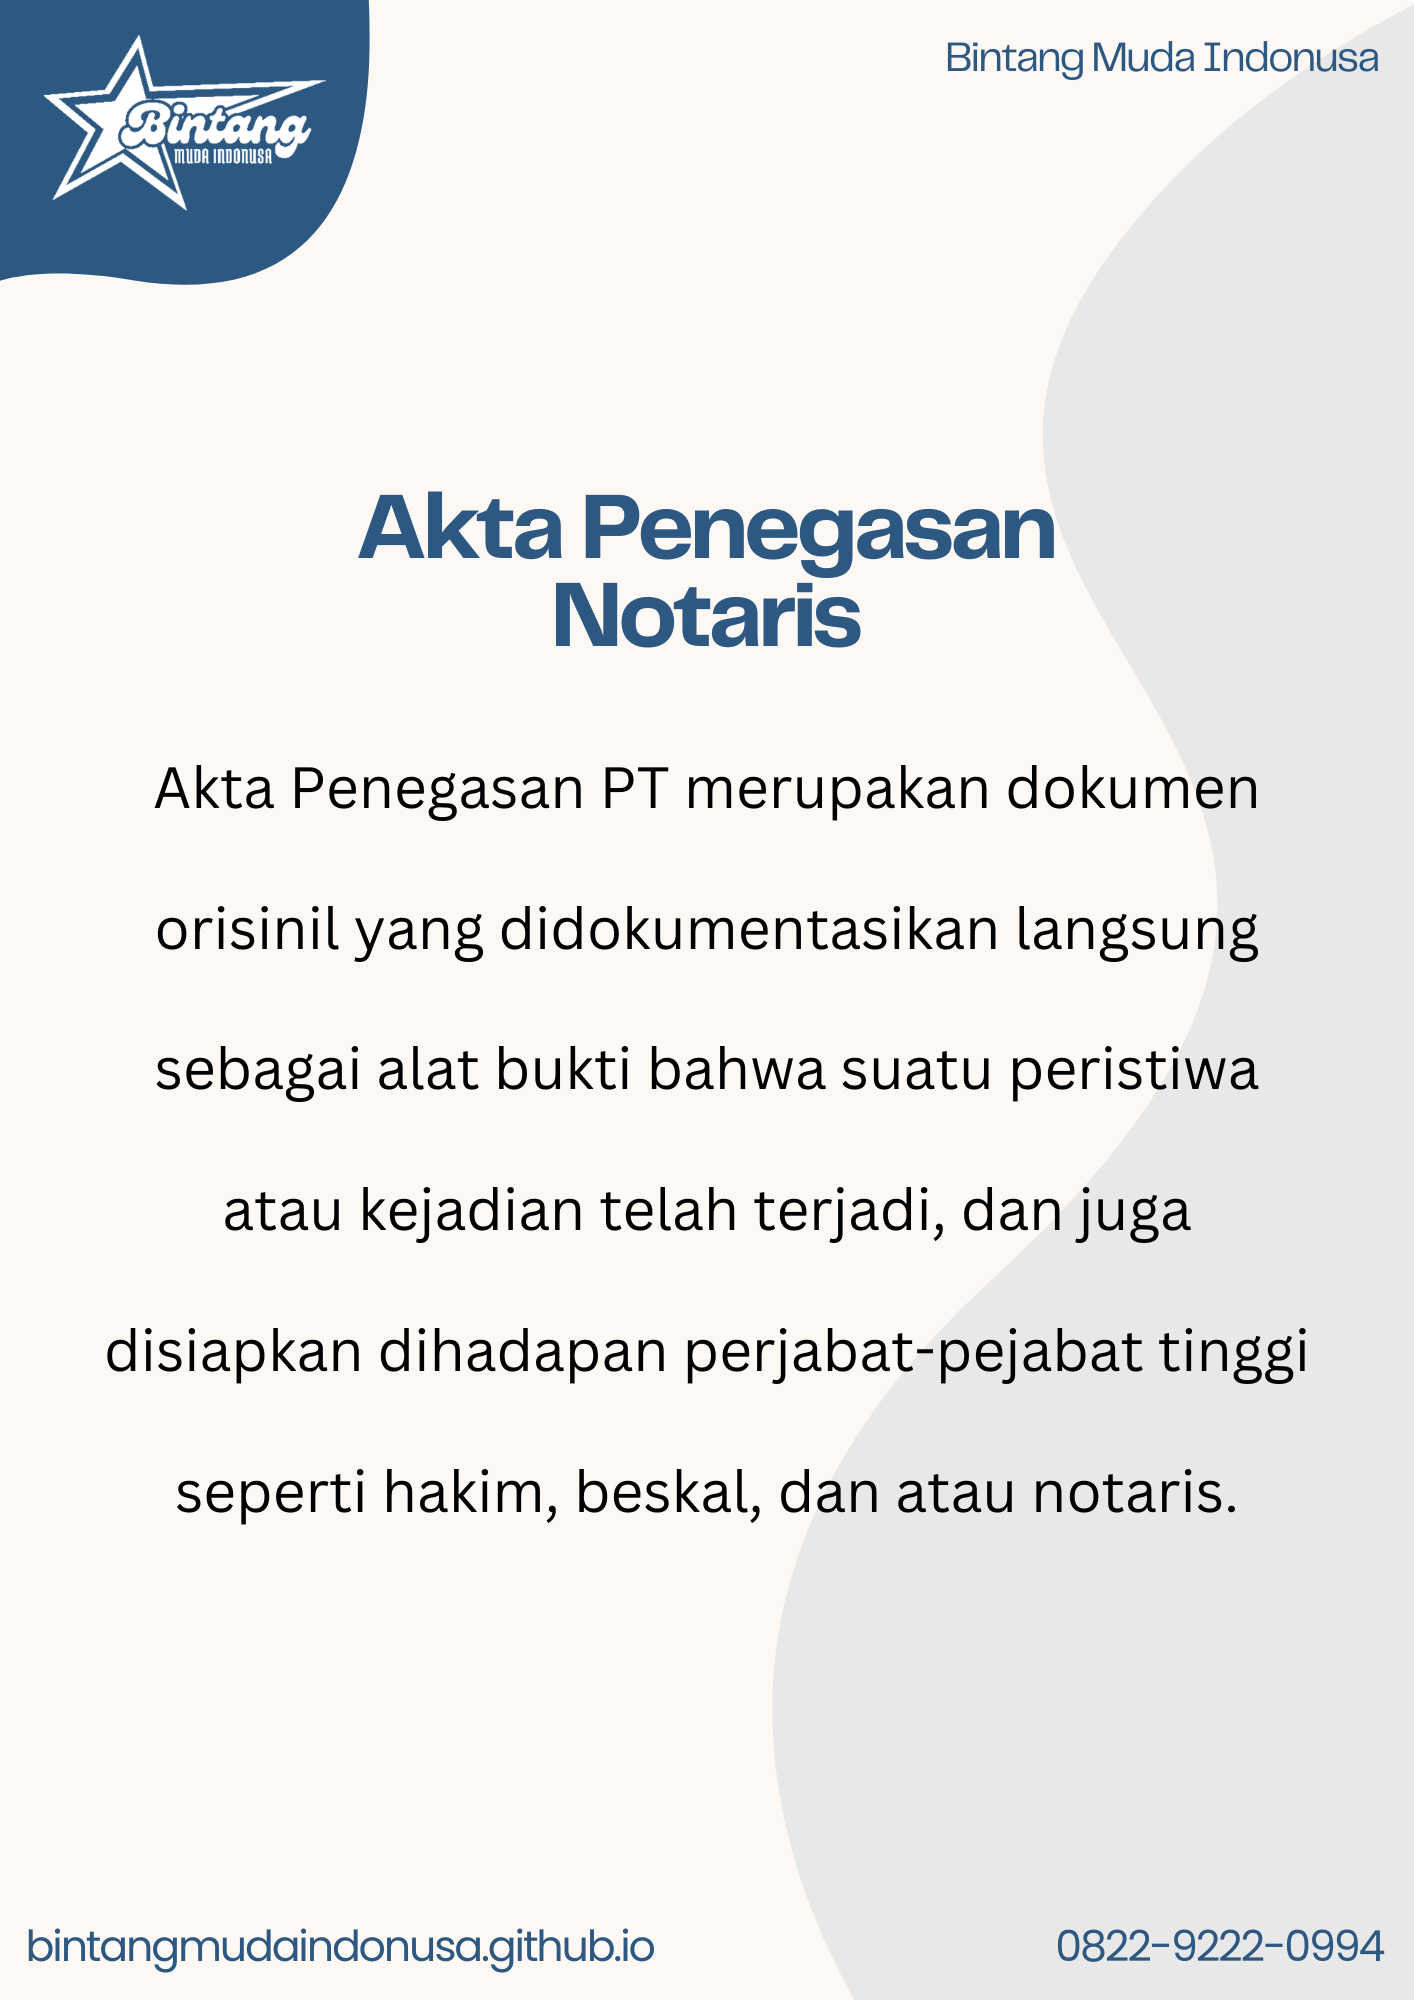 Bintang
MUDA INDONUSA
Bintang Muda Indonusa
Akta Penegasan
Notaris
Akta Penegasan PT merupakan dokumen
orisinil yang didokumentasikan langsung
sebagai alat bukti bahwa suatu peristiwa
atau kejadian telah terjadi, dan juga
disiapkan dihadapan perjabat-pejabat tinggi
seperti hakim, beskal, dan atau notaris.
bintangmudaindonusa.github.io
0822-9222-0994